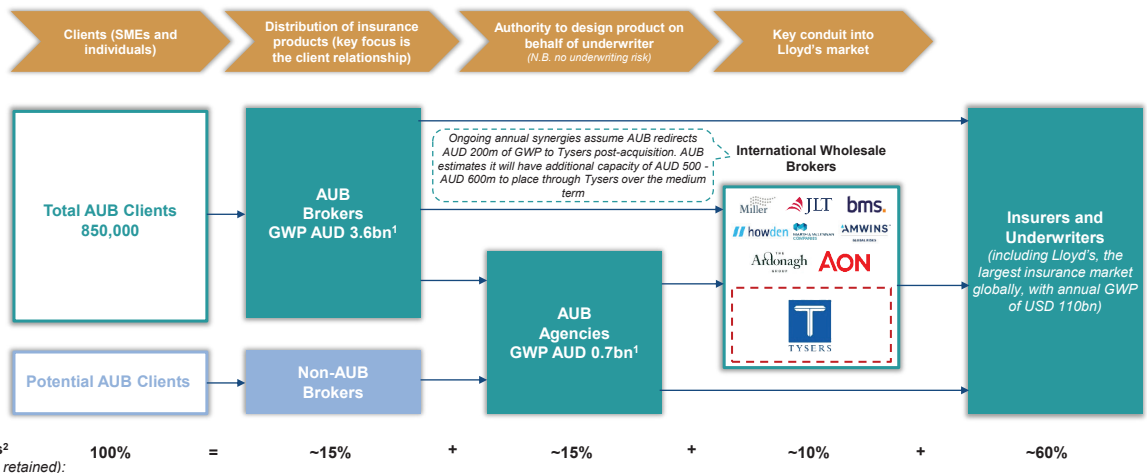 Clients (SMEs and
individuals)
Distribution of insurance
products (key focus is
the client relationship)
Authority to design product on
behalf of underwriter
(N.B. no underwriting risk)
Key conduit into
Lloyd's market
Total AUB Clients
850,000
AUB
Brokers
GWP AUD 3.6bn¹
Ongoing annual synergies assume AUB redirects
AUD 200m of GWP to Tysers post-acquisition. AUB
estimates it will have additional capacity of AUD 500 -
AUD 600m to place through Tysers over the medium
term
International Wholesale
Brokers
Miller
JLT
bms.
howden
MARSH & MCLENNAN
COMPANIES
AMWINS
GLOBAL RISKS
THE
Ardonagh
GROUP
AON
T
TYSERS
AUB
Agencies
GWP AUD 0.7bn¹
Insurers and
Underwriters
(including Lloyd's, the
largest insurance market
globally, with annual GWP
of USD 110bn)
Potential AUB Clients
Non-AUB
Brokers
s² 100% = ~15% + ~15% + ~10% + ~60%
retained):